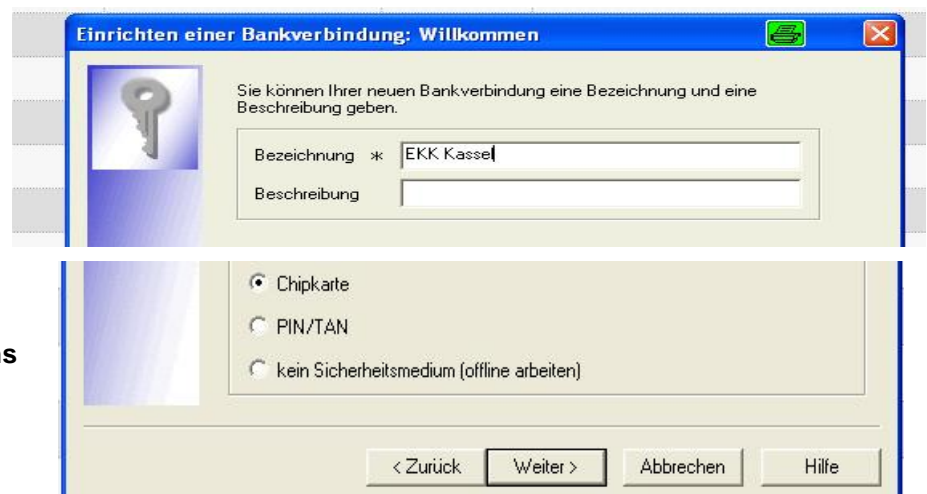 Einrichten einer Bankverbindung: Willkommen
Sie können Ihrer neuen Bankverbindung eine Bezeichnung und eine
Beschreibung geben.
Bezeichnung * EKK Kassel
Beschreibung
Chipkarte
PIN/TAN
kein Sicherheitsmedium (offline arbeiten)
< Zurück Weiter > Abbrechen Hilfe